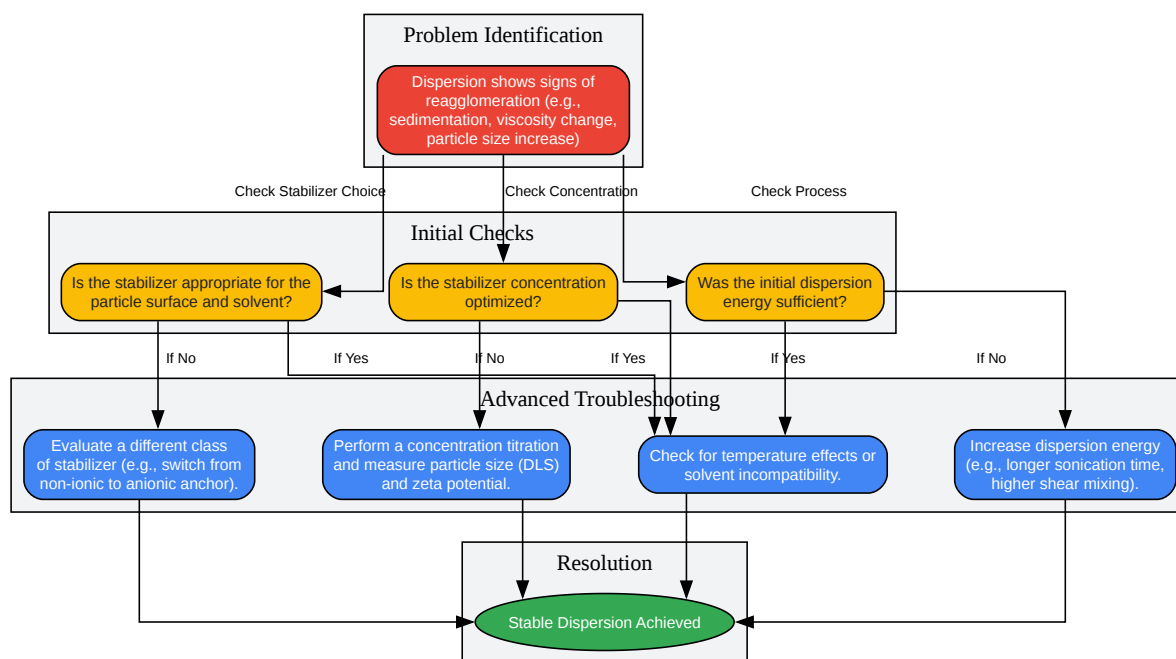 Problem Identification
Dispersion shows signs of
reagglomeration (e.g.,
sedimentation, viscosity change,
particle size increase)
Check Stabilizer Choice
Check Concentration
Check Process
Initial Checks
Is the stabilizer appropriate for the
particle surface and solvent?
Is the stabilizer concentration
optimized?
Was the initial dispersion
energy sufficient?
If No
If Yes
If No
If Yes
If Yes
If No
Advanced Troubleshooting
Evaluate a different class
of stabilizer (e.g., switch from
non-ionic to anionic anchor).
Perform a concentration titration
and measure particle size (DLS)
and zeta potential.
Check for temperature effects or
solvent incompatibility.
Increase dispersion energy
(e.g., longer sonication time,
higher shear mixing).
Resolution
Stable Dispersion Achieved